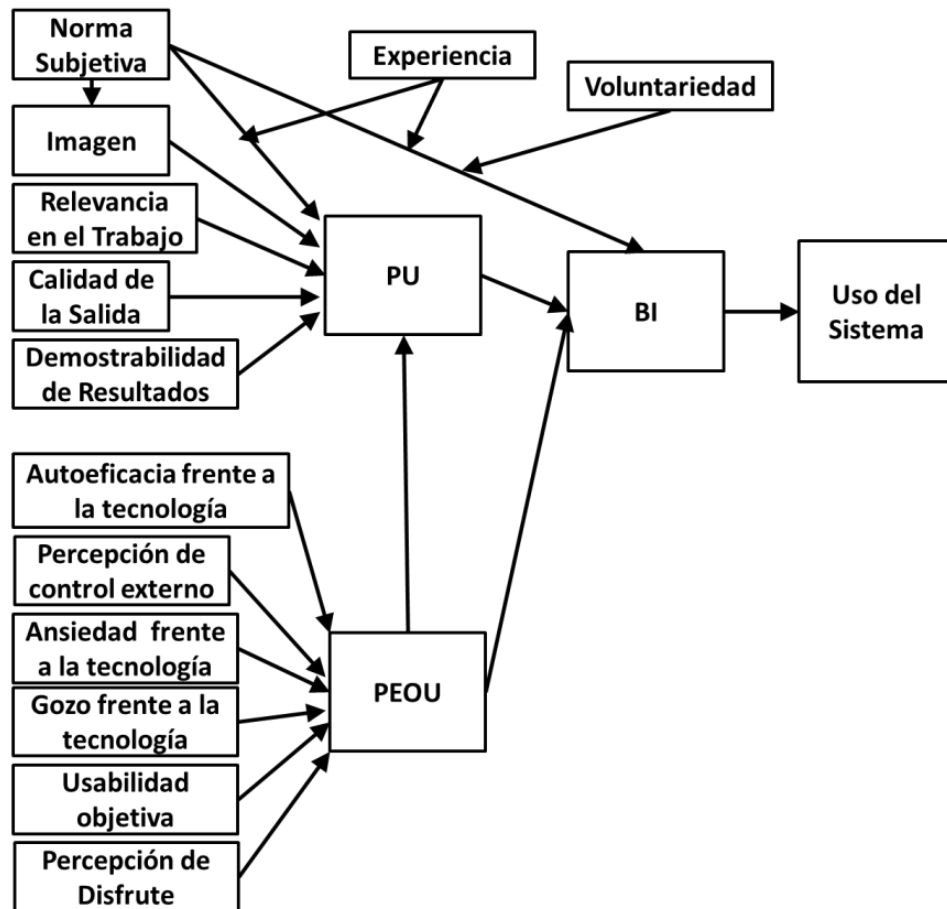 Norma
Subjetiva
Experiencia
Voluntariedad
Imagen
Relevancia
en el Trabajo
Calidad de
la Salida
Demostrabilidad
de Resultados
PU
BI
Uso del
Sistema
Autoeficacia frente a
la tecnología
Percepción de
control externo
Ansiedad frente
a la tecnología
Gozo frente a la
tecnología
Usabilidad
objetiva
Percepción de
Disfrute
PEOU